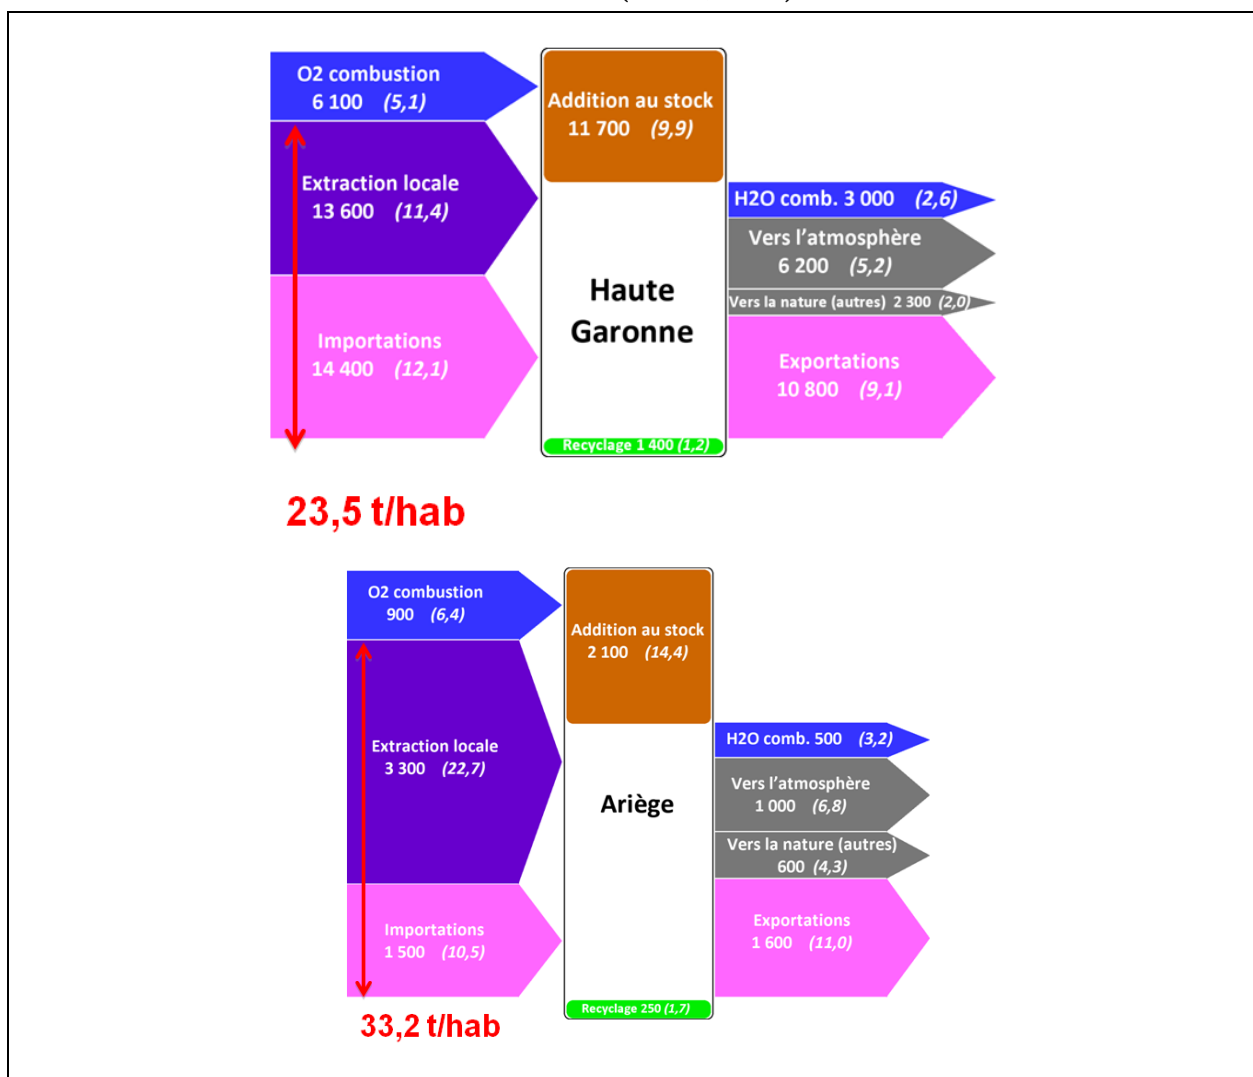 O2 combustion
6 100 (5,1)
Extraction locale
13 600 (11,4)
Importations
14 400 (12,1)
Addition au stock
11 700 (9,9)
Haute
Garonne
Recyclage 1 400 (1,2)
H2O comb. 3 000 (2,6)
Vers l’atmosphère
6 200 (5,2)
Vers la nature (autres) 2 300 (2,0)
Exportations
10 800 (9,1)
23,5 t/hab
O2 combustion
900 (6,4)
Extraction locale
3 300 (22,7)
Importations
1 500 (10,5)
Addition au stock
2 100 (14,4)
Ariège
Recyclage 250 (1,7)
H2O comb. 500 (3,2)
Vers l’atmosphère
1 000 (6,8)
Vers la nature (autres)
600 (4,3)
Exportations
1 600 (11,0)
33,2 t/hab